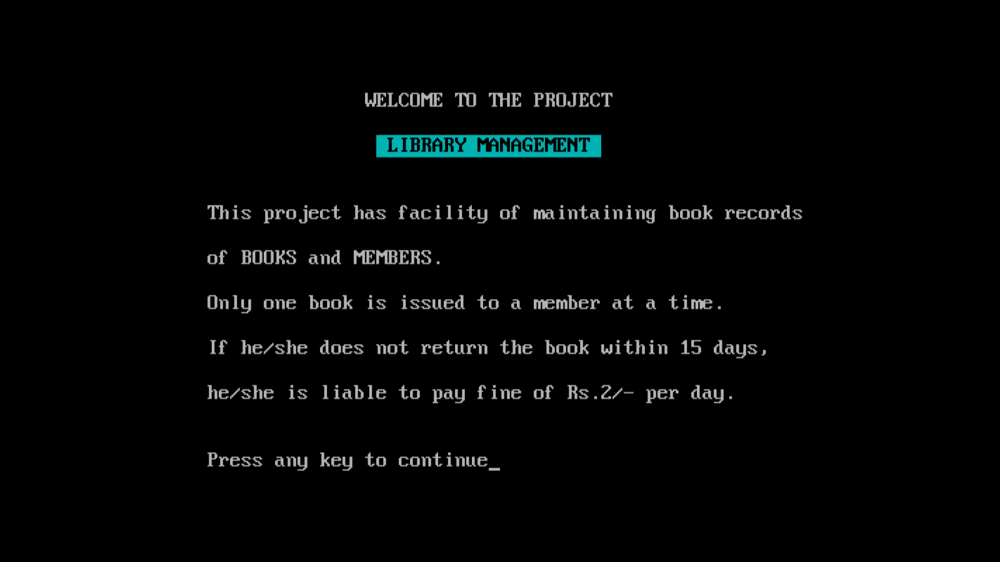 WELCOME TO THE PROJECT
LIBRARY MANAGEMENT
This project has facility of maintaining book records
of BOOKS and MEMBERS.
Only one book is issued to a member at a time.
If he/she does not return the book within 15 days,
he/she is liable to pay fine of Rs.2/- per day.
Press any key to continue_